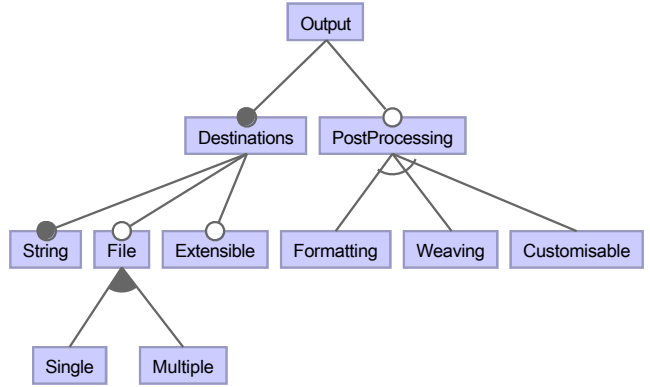 Output
Destinations
PostProcessing
String
File
Extensible
Formatting
Weaving
Customisable
Single
Multiple